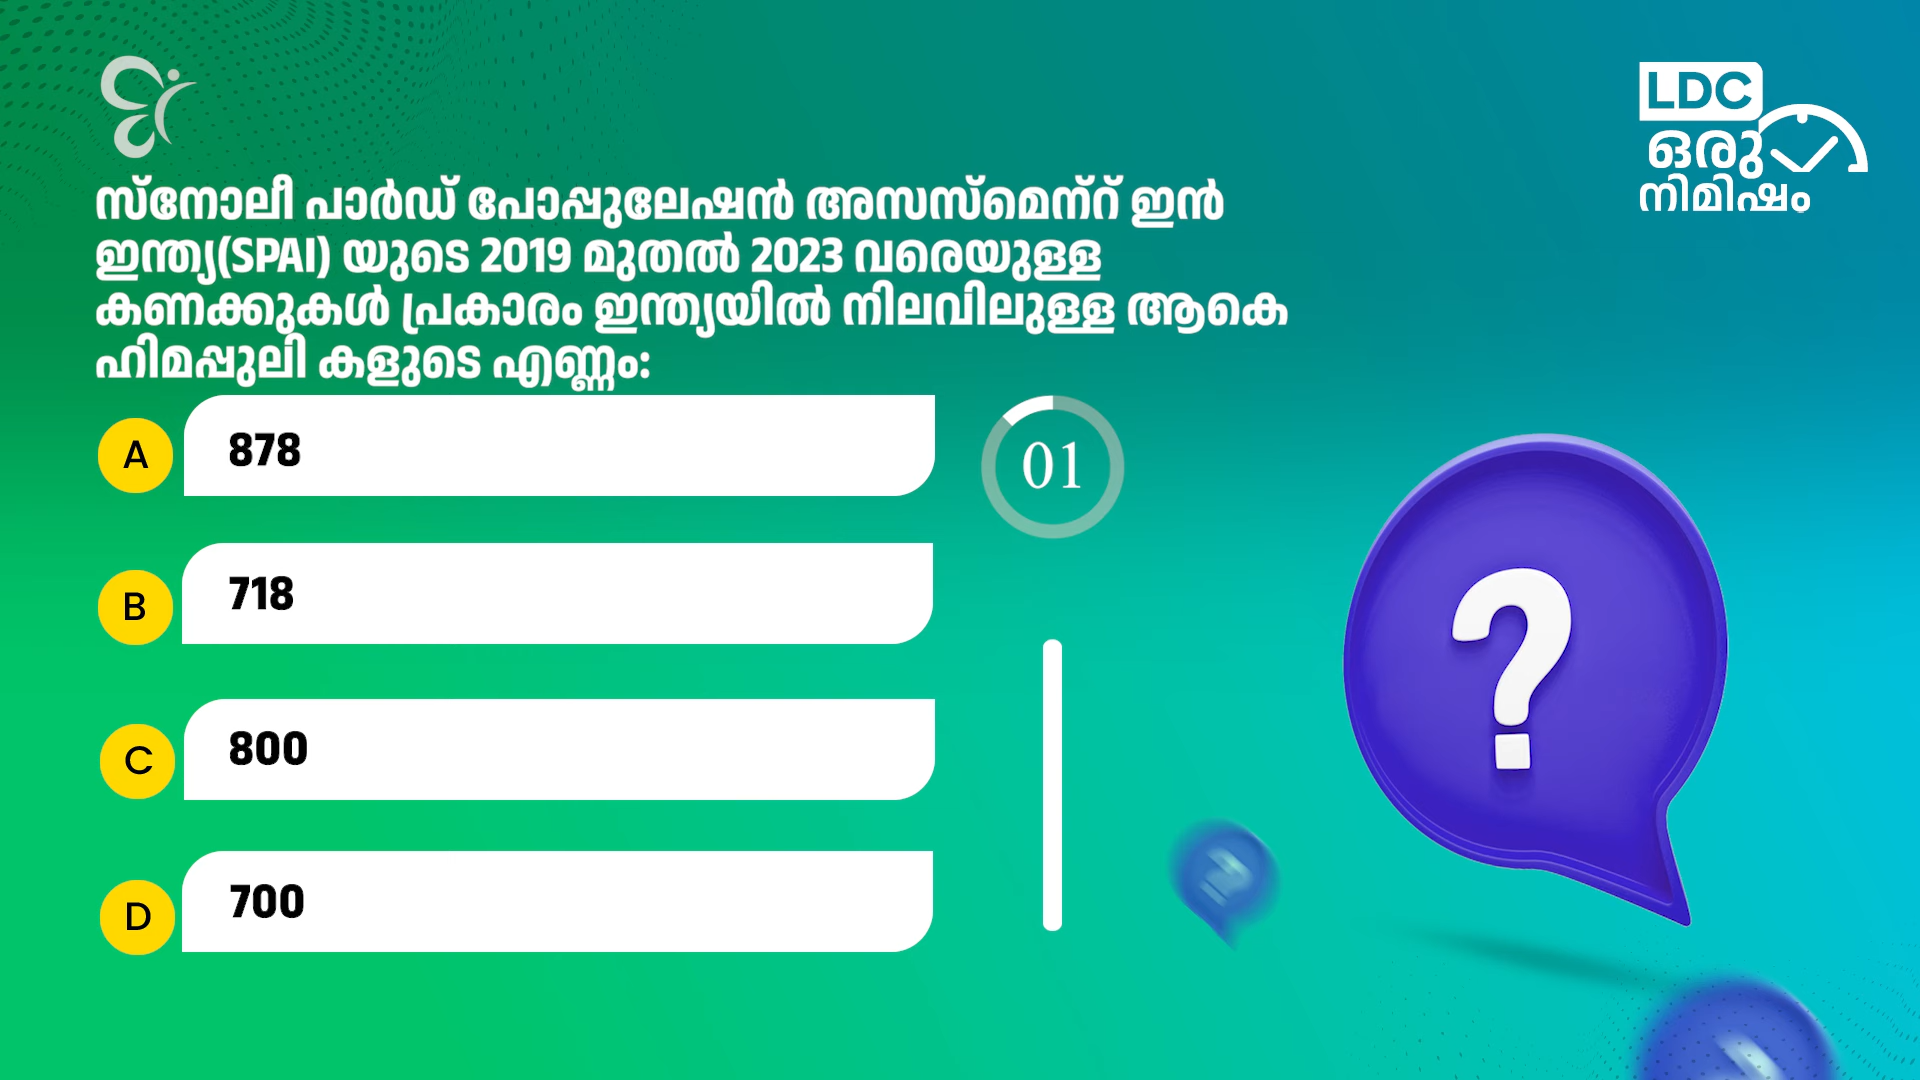 LDC
ഒരു
നിമിഷം
സ്നോലീ പാർഡ് പോപ്പുലേഷൻ അസസ്മെന്റ് ഇൻ
ഇന്ത്യ(SPAI) യുടെ 2019 മുതൽ 2023 വരെയുള്ള
കണക്കുകൾ പ്രകാരം ഇന്ത്യയിൽ നിലവിലുള്ള ആകെ
ഹിമപ്പുലി കളുടെ എണ്ണം:
A 878
01
B 718
C 800
D 700
?